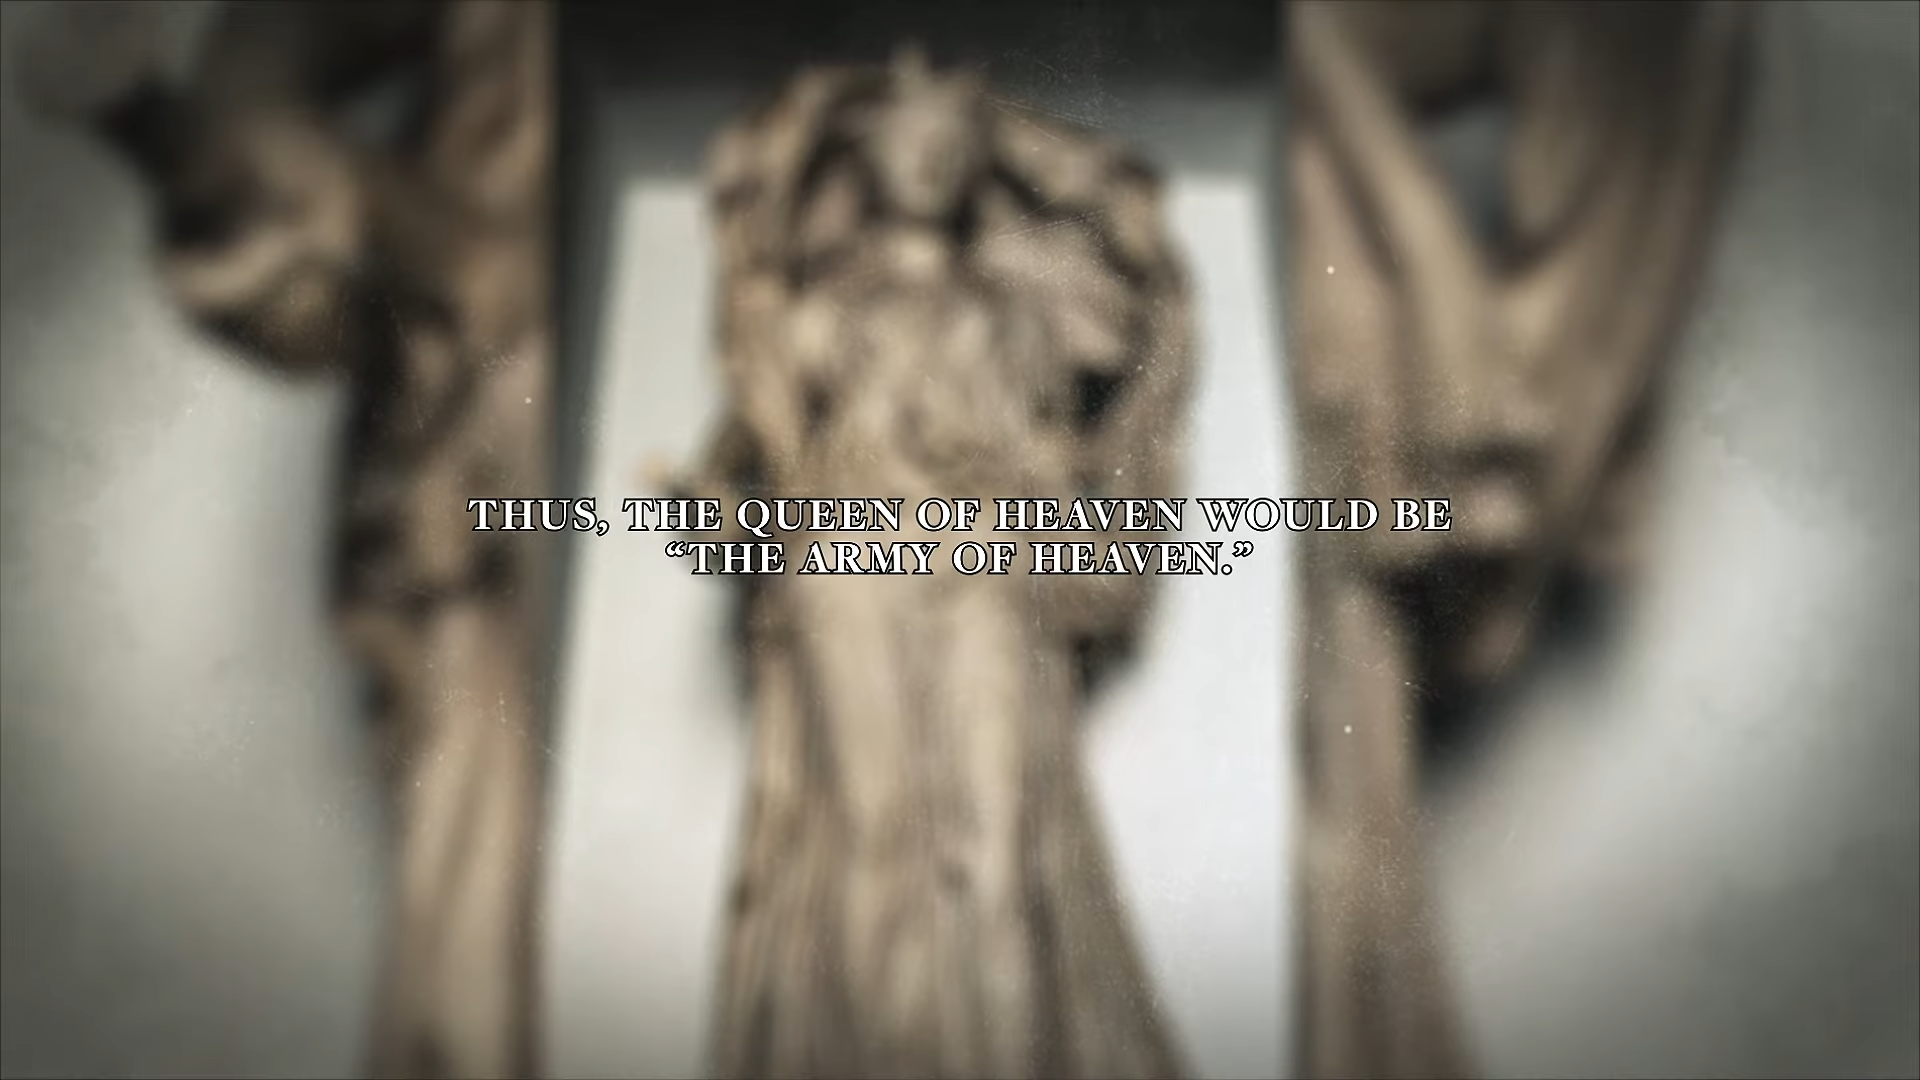 THUS, THE QUEEN OF HEAVEN WOULD BE
“THE ARMY OF HEAVEN.”